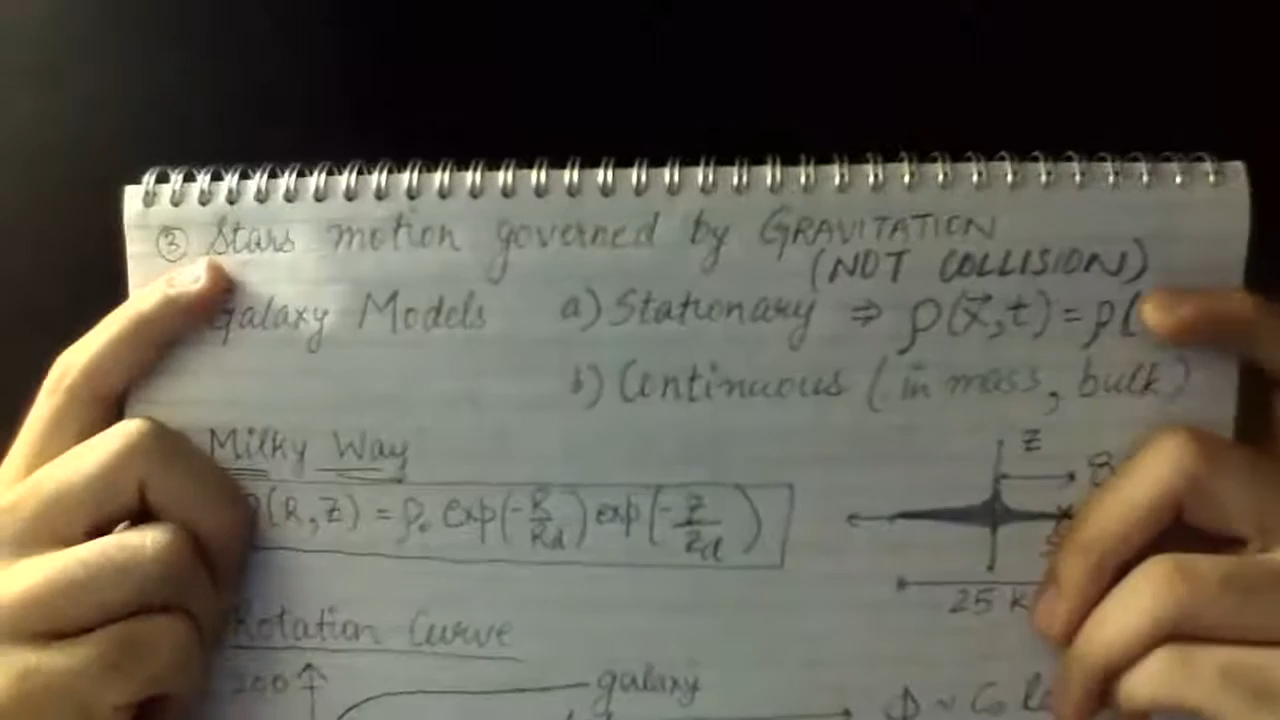 ③ Stars motion governed by GRAVITATION
(NOT COLLISION)
galaxy Models a) Stationary ⇒ ρ(x⃗,t) = ρ(
b) Continuous (in mass, bulk)
Milky Way
ρ(R,Z) = ρ₀ exp(-R/Rd) exp(-Z/Zd)
Z
8
25 k
Rotation Curve
200
galaxy